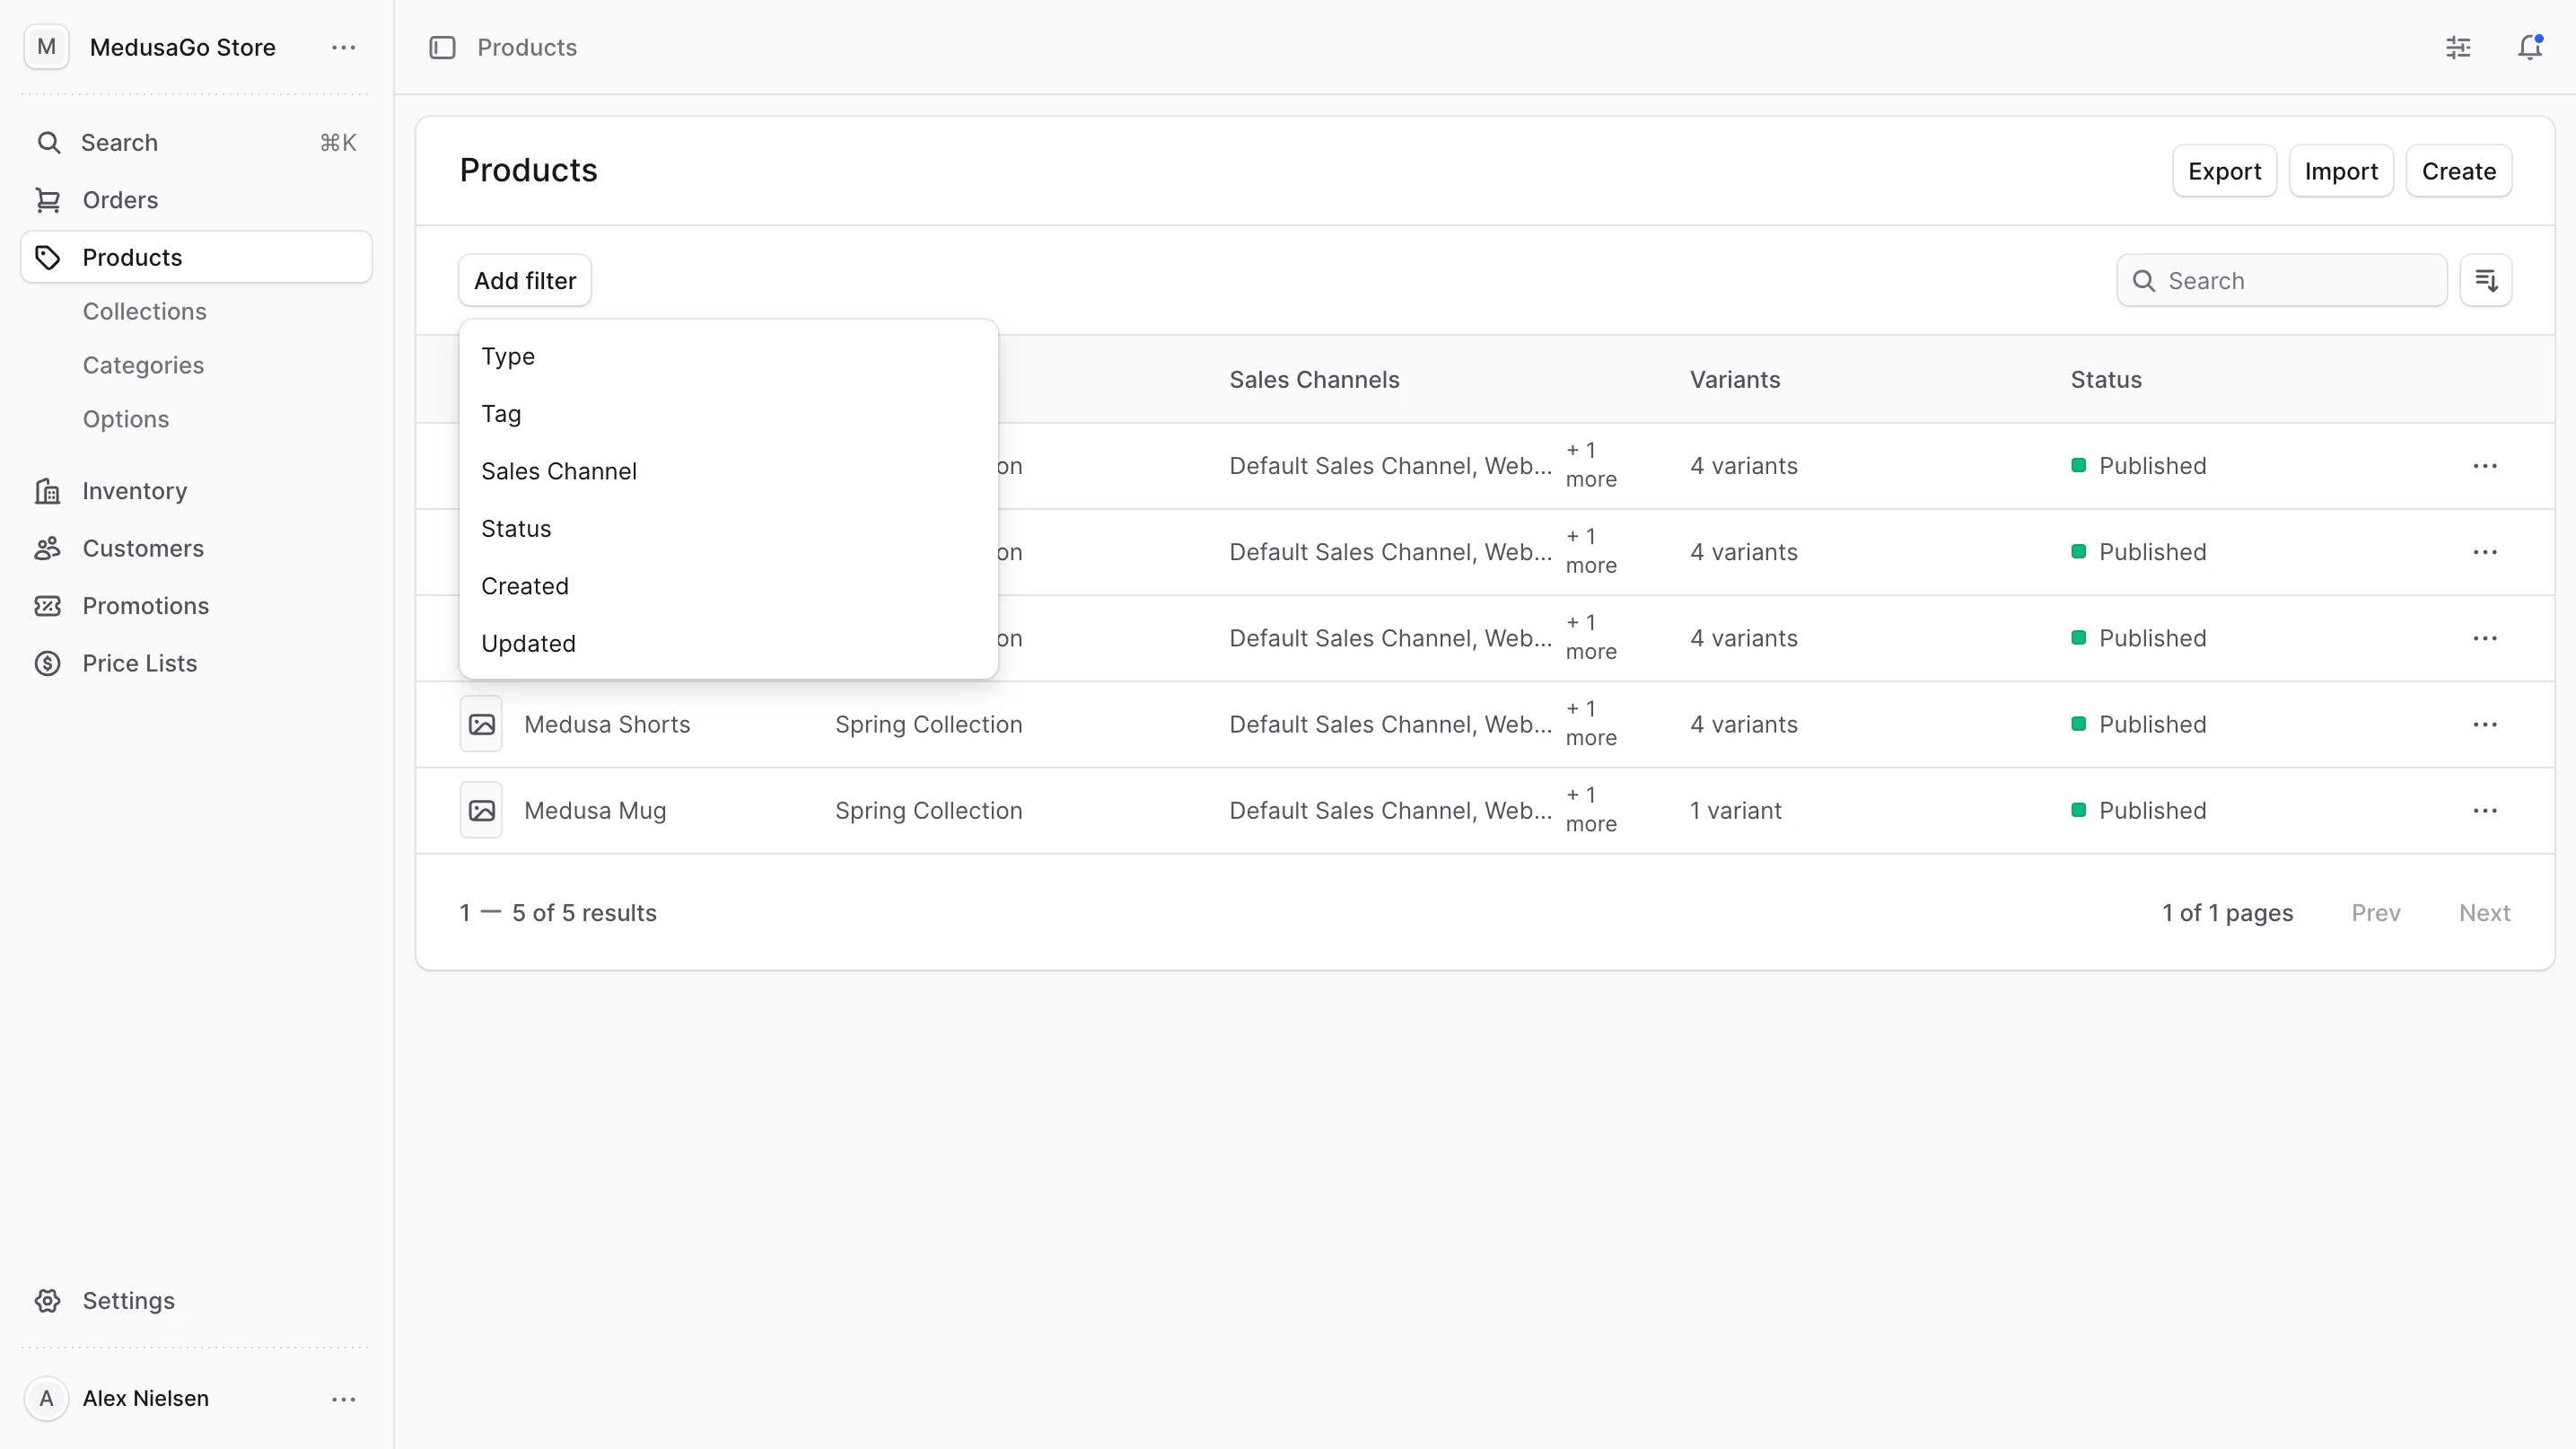 M
MedusaGo Store
Search
⌘K
Orders
Products
Collections
Categories
Options
Inventory
Customers
Promotions
Price Lists
Settings
A
Alex Nielsen
Products
Products
Export
Import
Create
Add filter
Search
Type
Tag
Sales Channel
Status
Created
Updated
Sales Channels
Variants
Status
on
Default Sales Channel, Web...
+ 1
more
4 variants
Published
on
Default Sales Channel, Web...
+ 1
more
4 variants
Published
on
Default Sales Channel, Web...
+ 1
more
4 variants
Published
Medusa Shorts
Spring Collection
Default Sales Channel, Web...
+ 1
more
4 variants
Published
Medusa Mug
Spring Collection
Default Sales Channel, Web...
+ 1
more
1 variant
Published
1 — 5 of 5 results
1 of 1 pages
Prev
Next